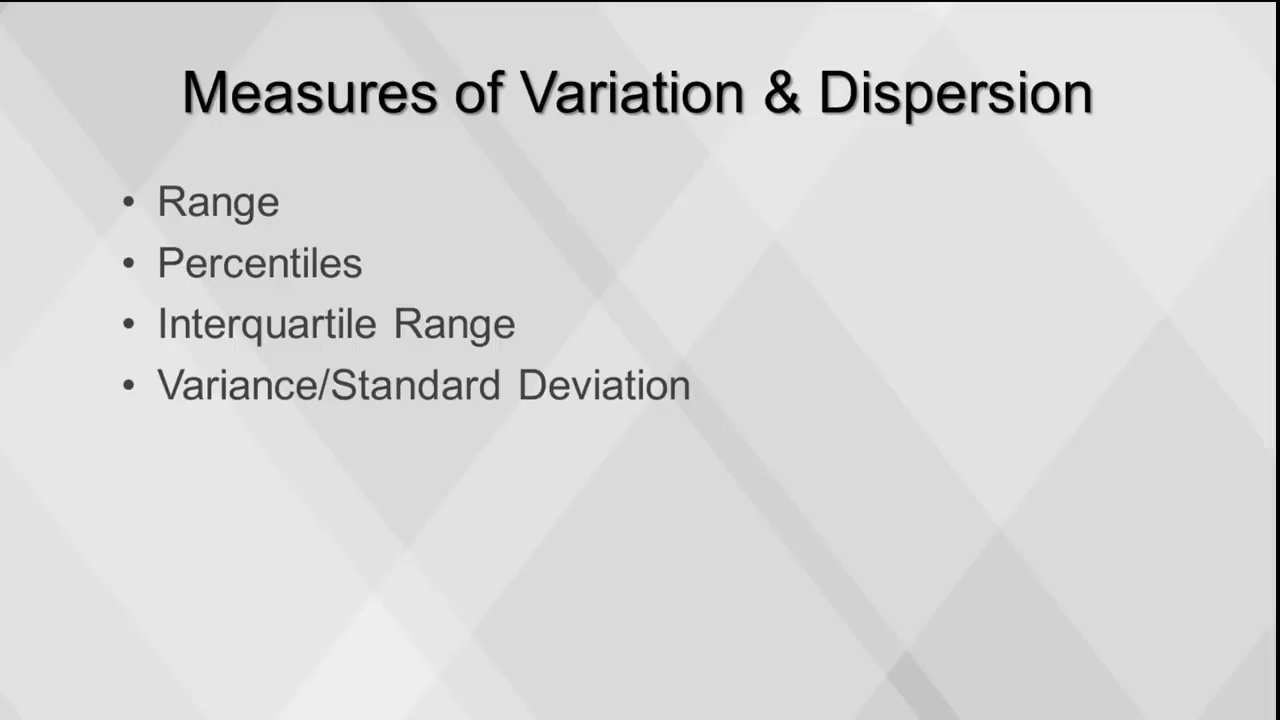 Measures of Variation & Dispersion
• Range
• Percentiles
• Interquartile Range
• Variance/Standard Deviation